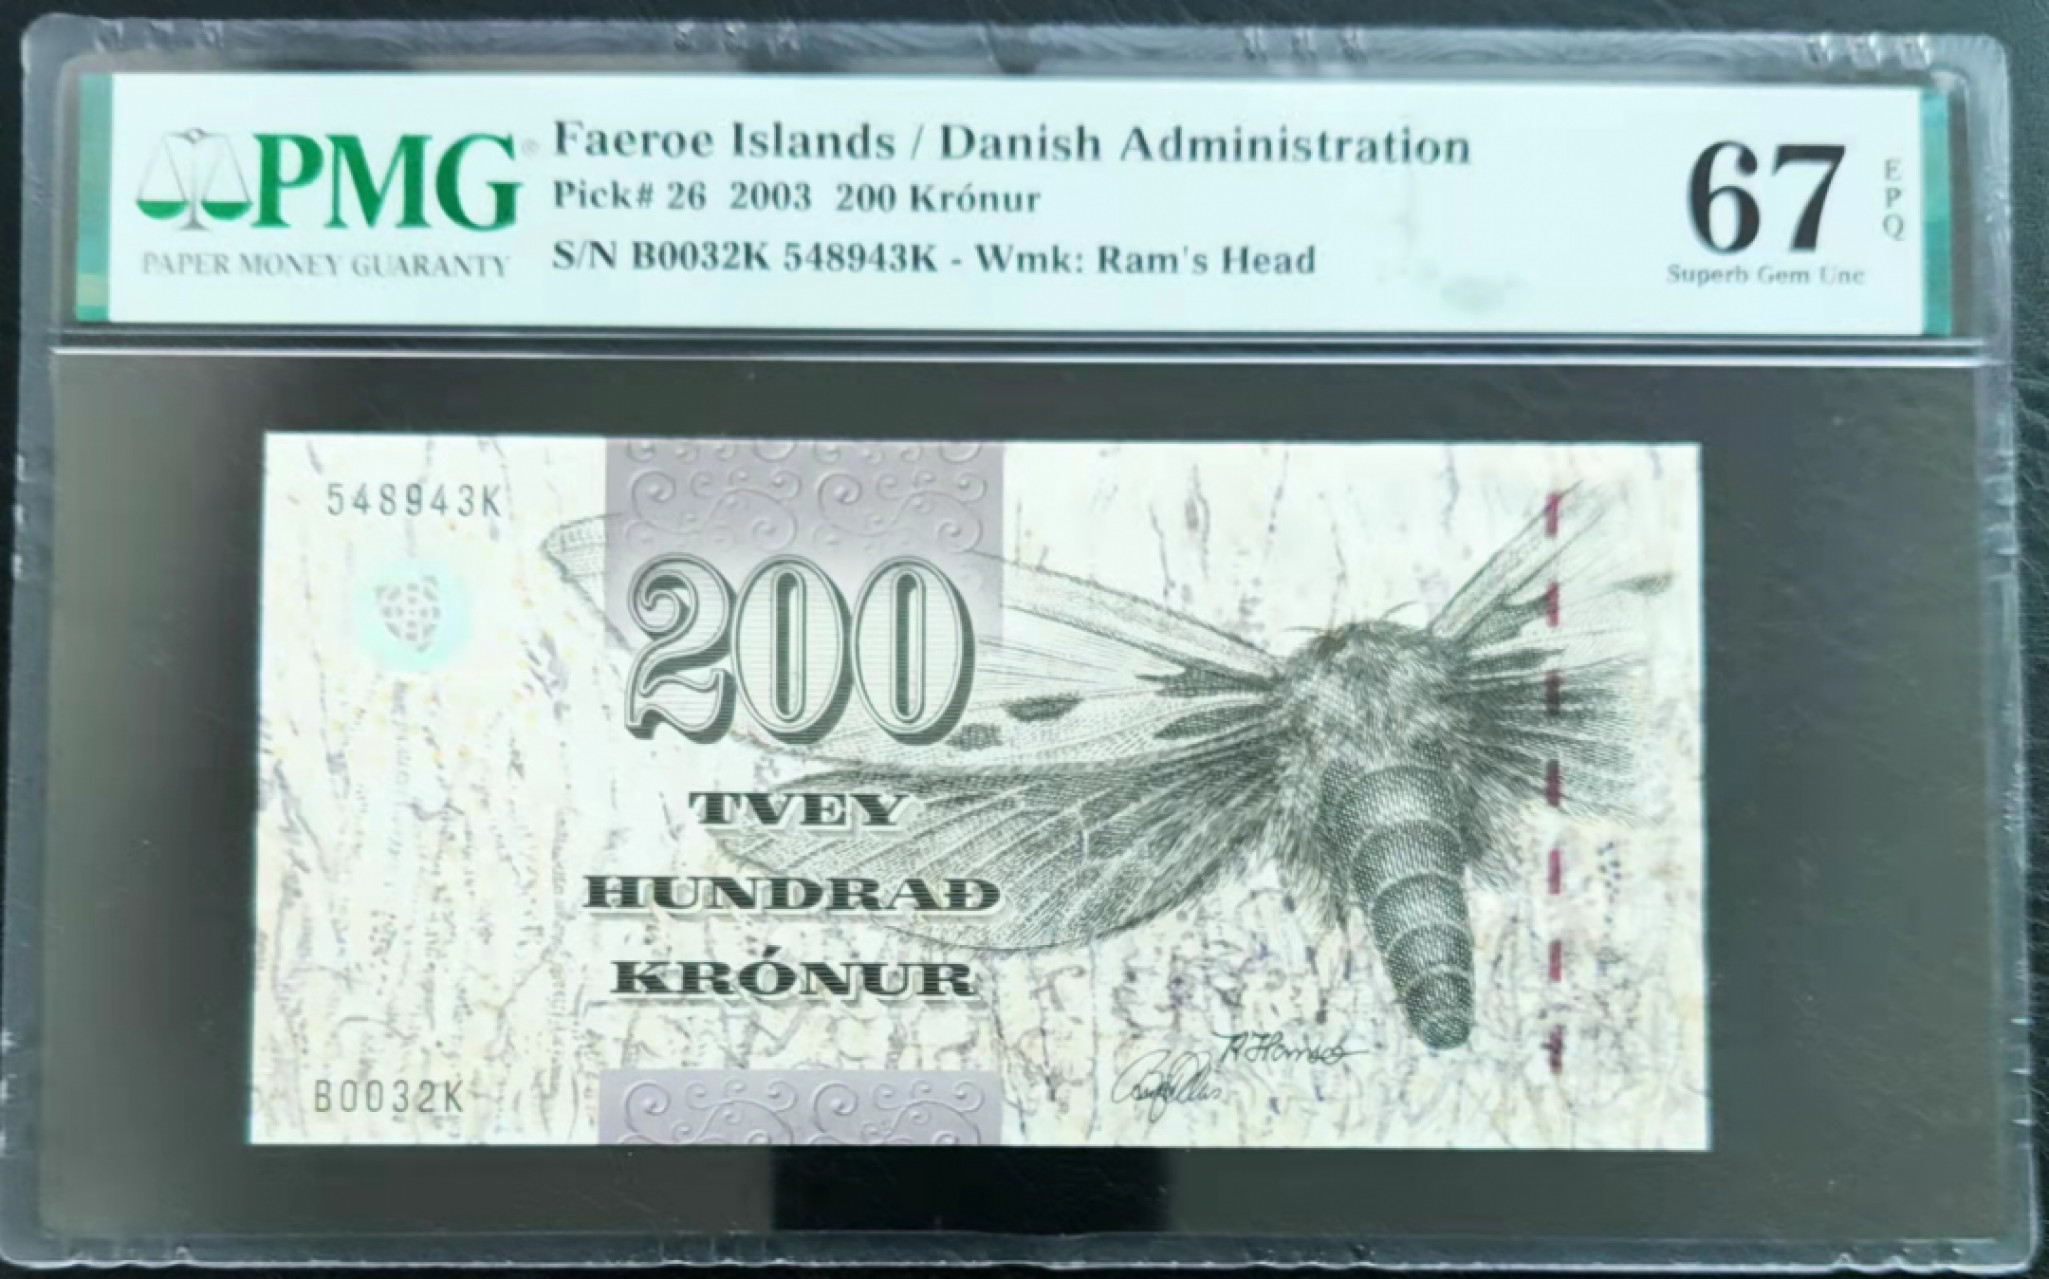 PMG®
PAPER MONEY GUARANTY
Faeroe Islands / Danish Administration
Pick# 26 2003 200 Krónur
S/N B0032K 548943K - Wmk: Ram's Head
67
EPQ
Superb Gem Unc
548943K
200
TVEY
HUNDRAÐ
KRÓNUR
B0032K